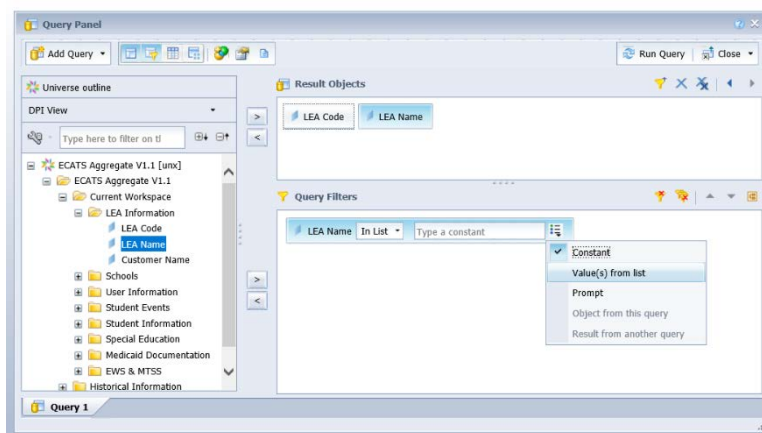 Query Panel
Add Query
Run Query
Close
Universe outline
DPI View
Type here to filter on tl
ECATS Aggregate V1.1 [unx]
ECATS Aggregate V1.1
Current Workspace
LEA Information
LEA Code
LEA Name
Customer Name
Schools
User Information
Student Events
Student Information
Special Education
Medicaid Documentation
EWS & MTSS
Historical Information
Result Objects
LEA Code
LEA Name
Query Filters
LEA Name In List Type a constant
Constant
Value(s) from list
Prompt
Object from this query
Result from another query
Query 1